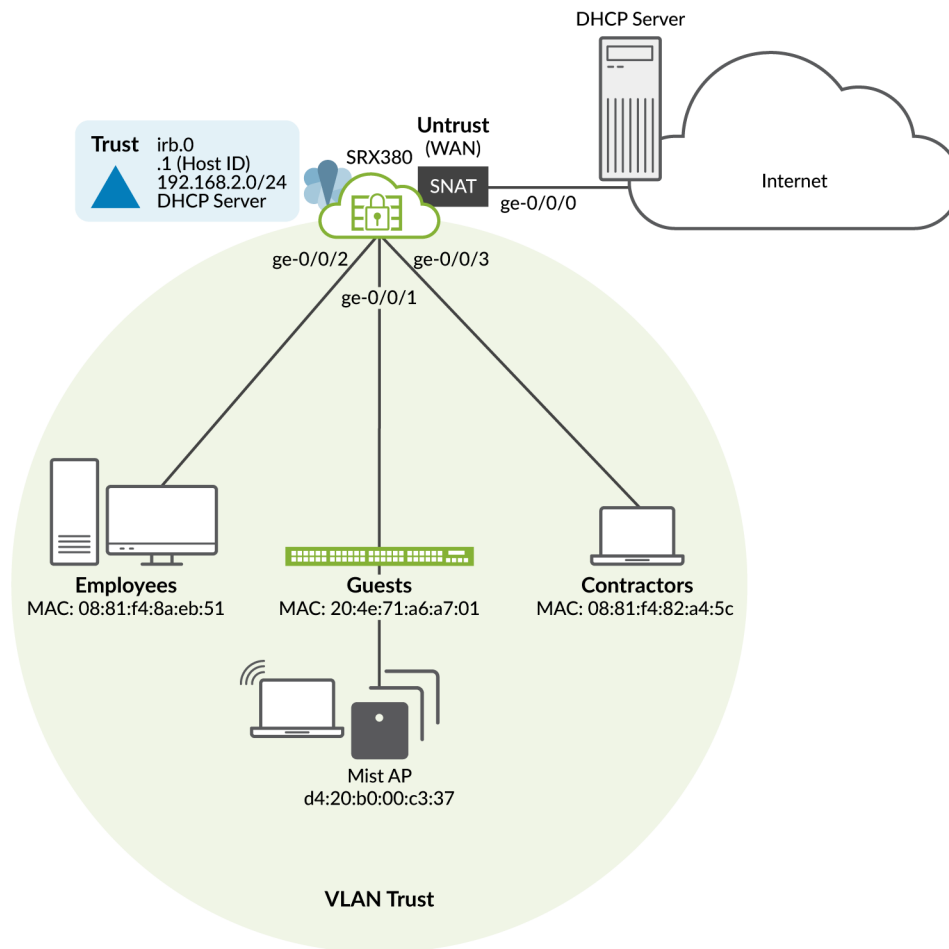 DHCP Server
Internet
Untrust
(WAN)
SRX380
SNAT
ge-0/0/0
Trust irb.0
.1 (Host ID)
192.168.2.0/24
DHCP Server
ge-0/0/2
ge-0/0/3
ge-0/0/1
Employees
MAC: 08:81:f4:8a:eb:51
Guests
MAC: 20:4e:71:a6:a7:01
Contractors
MAC: 08:81:f4:82:a4:5c
Mist AP
d4:20:b0:00:c3:37
VLAN Trust